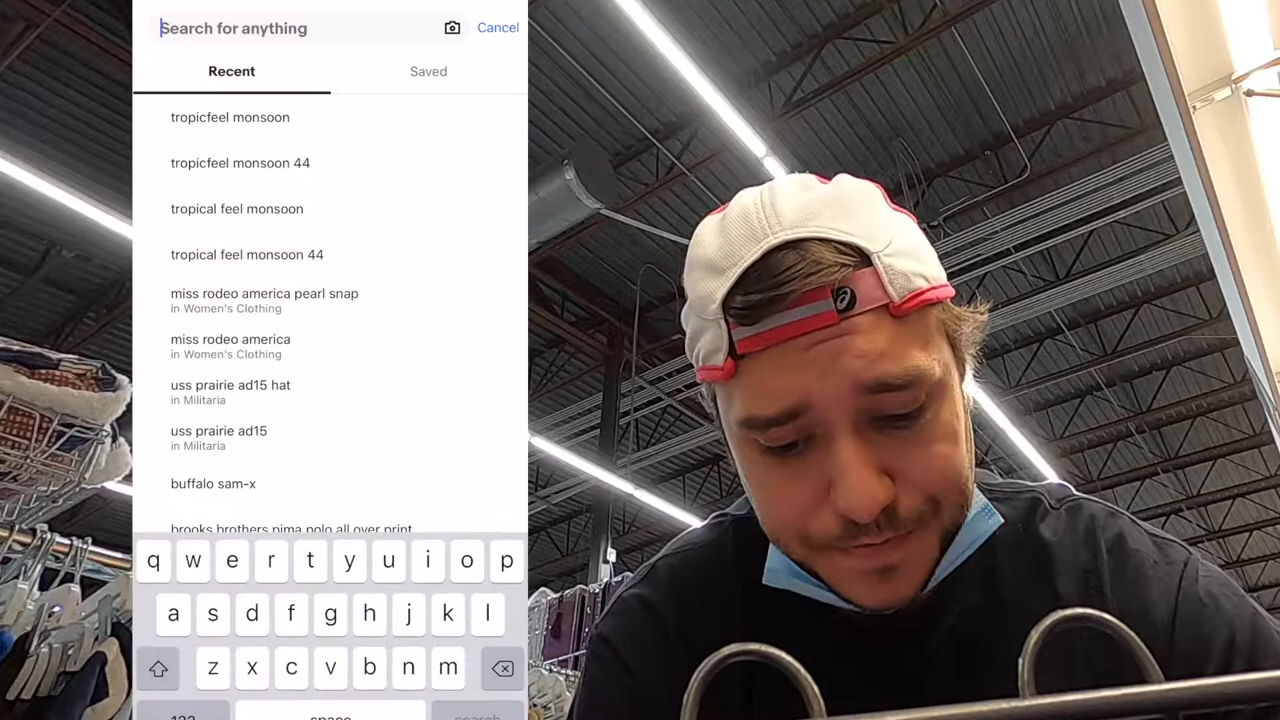 Search for anything
Cancel
Recent
Saved
tropicfeel monsoon
tropicfeel monsoon 44
tropical feel monsoon
tropical feel monsoon 44
miss rodeo america pearl snap
in Women's Clothing
miss rodeo america
in Women's Clothing
uss prairie ad15 hat
in Militaria
uss prairie ad15
in Militaria
buffalo sam-x
brooks brothers pima polo all over print
q w e r t y u i o p
a s d f g h j k l
z x c v b n m
123 space search